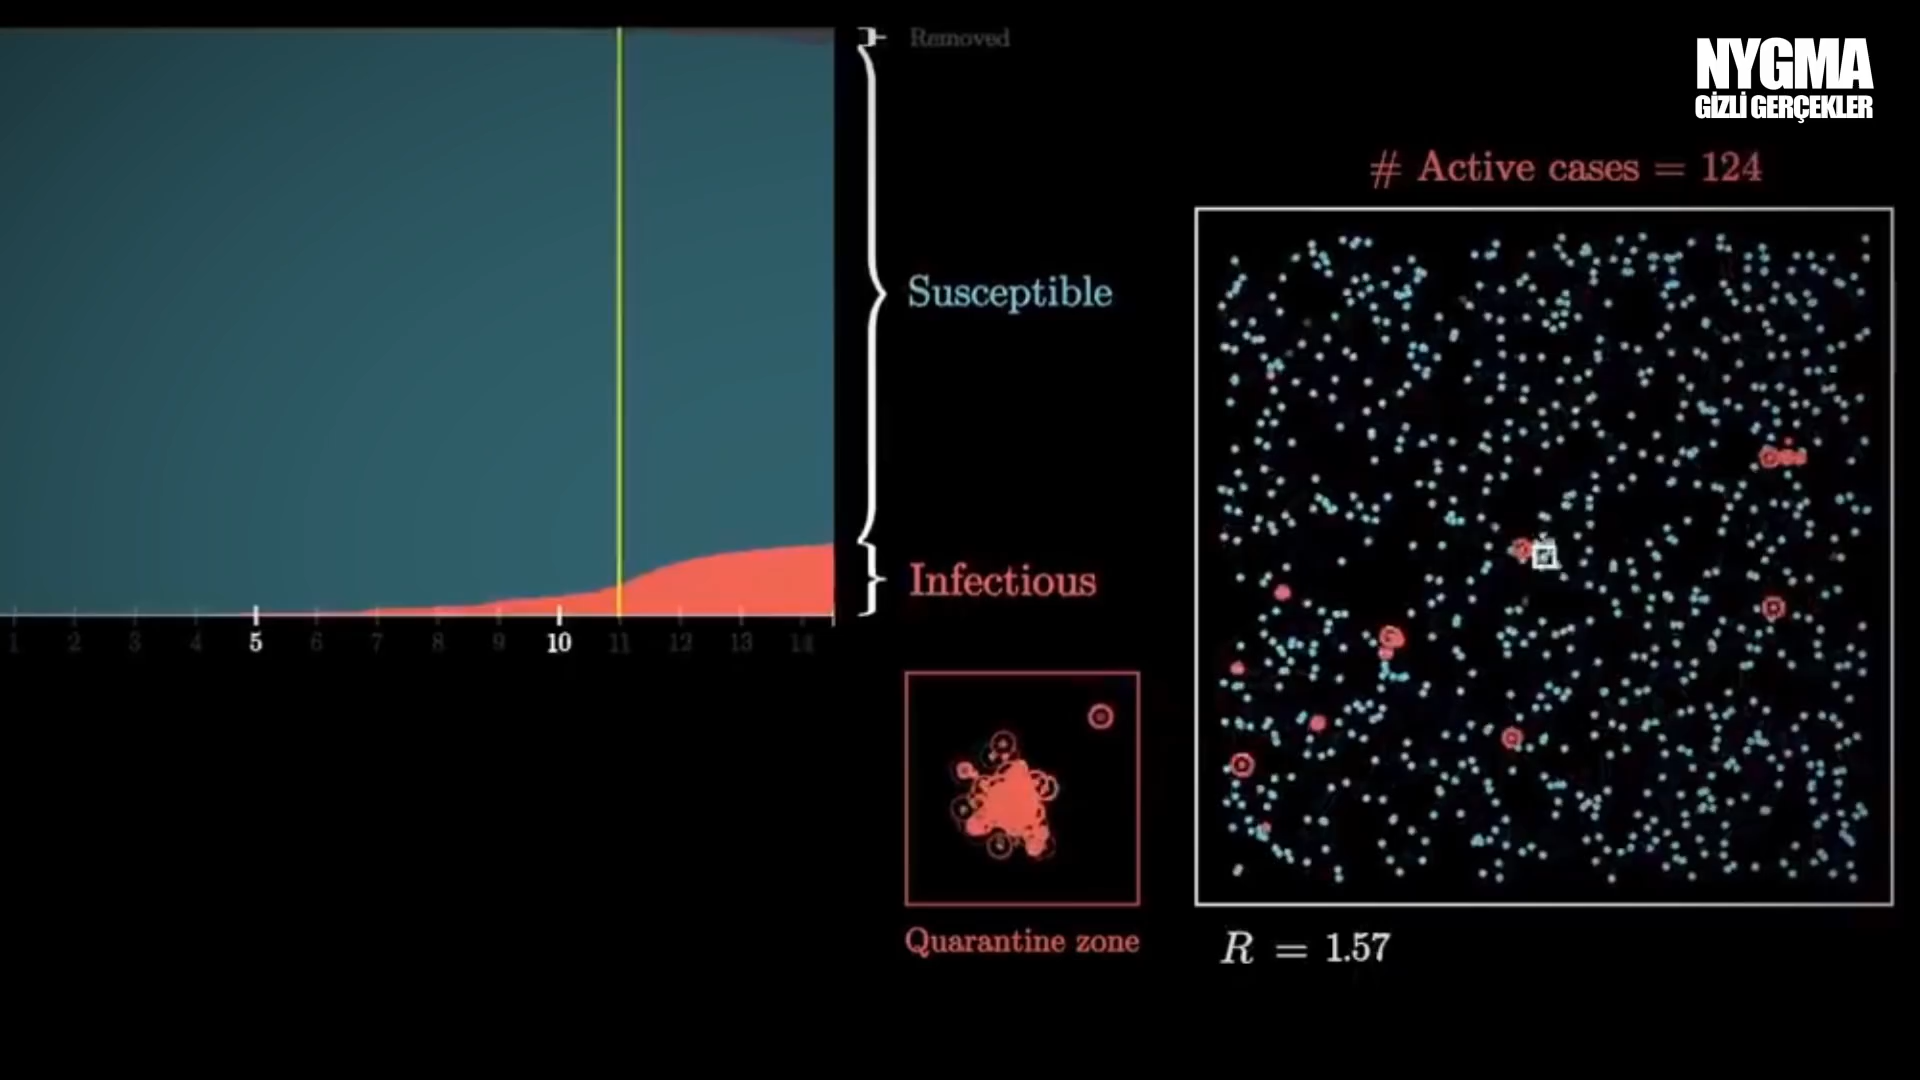 NYGMA
GİZLİ GERÇEKLER
Removed
# Active cases = 124
Susceptible
Infectious
1 2 3 4 5 6 7 8 9 10 11 12 13 14
Quarantine zone
R = 1.57